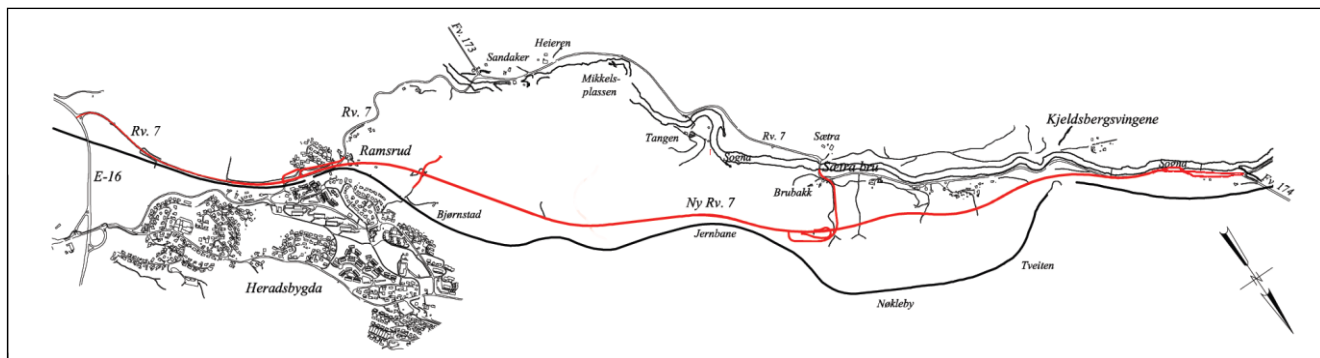 Fv. 173
Sandaker
Heieren
Mikkels-
plassen
Rv. 7
Rv. 7
Ramsrud
E-16
Tangen
Sogna
Rv. 7
Sætra
Sætra bru
Brubakk
Kjeldsbergsvingene
Sogna
Fv. 174
Bjørnstad
Ny Rv. 7
Jernbane
Tveiten
Nøkleby
Heradsbygda
N